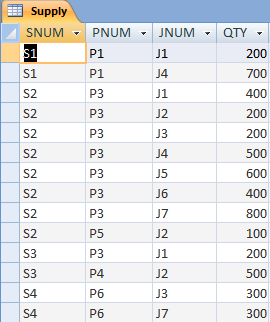 Supply
SNUM PNUM JNUM QTY
S1 P1 J1 200
S1 P1 J4 700
S2 P3 J1 400
S2 P3 J2 200
S2 P3 J3 200
S2 P3 J4 500
S2 P3 J5 600
S2 P3 J6 400
S2 P3 J7 800
S2 P5 J2 100
S3 P3 J1 200
S3 P4 J2 500
S4 P6 J3 300
S4 P6 J7 300